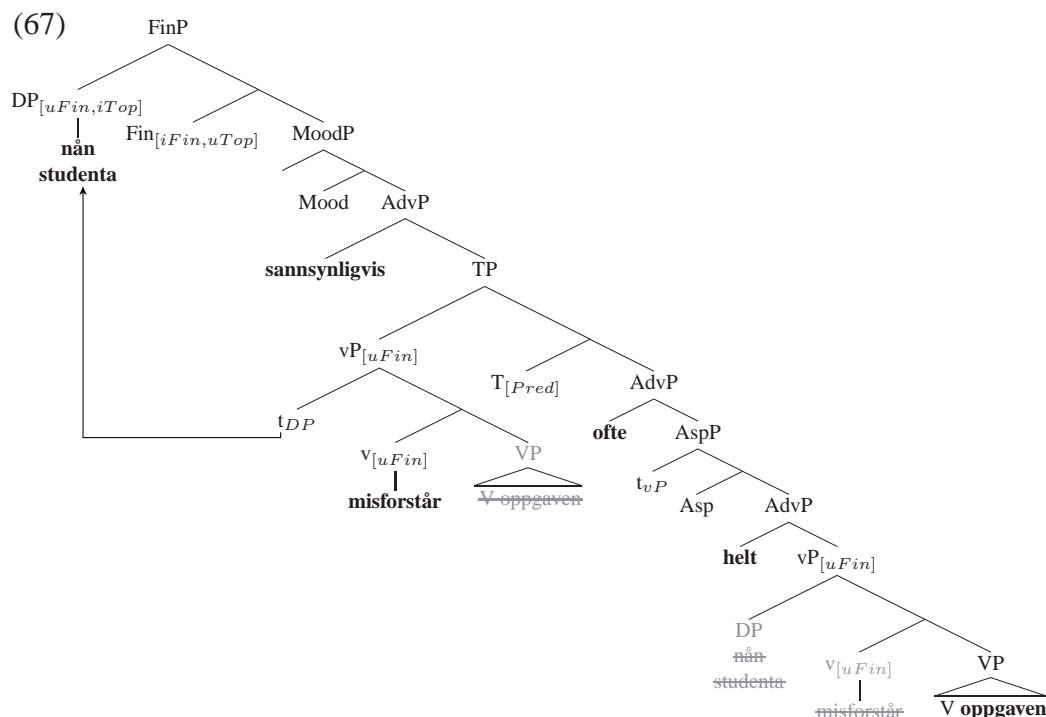 (67)
FinP
DP[uFin,iTop]
Fin[iFin,uTop]
MoodP
nån
studenta
Mood
AdvP
sannsynligvis
TP
vP[uFin]
T[Pred]
AdvP
tDP
ofte
AspP
v[uFin]
VP
tvP
misforstår
V oppgaven
Asp
AdvP
helt
vP[uFin]
DP
nån
studenta
v[uFin]
VP
misforstår
V oppgaven